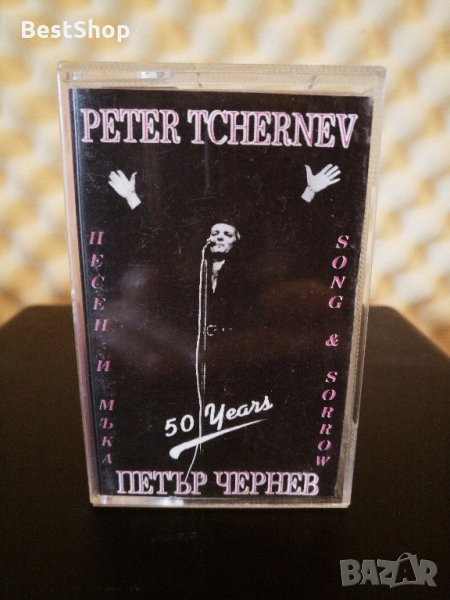 BestShop
PETER TCHERNEV
ПЕСЕН И МЪКА
SONG & SORROW
50 Years
ПЕТЪР ЧЕРНЕВ
BAZAR